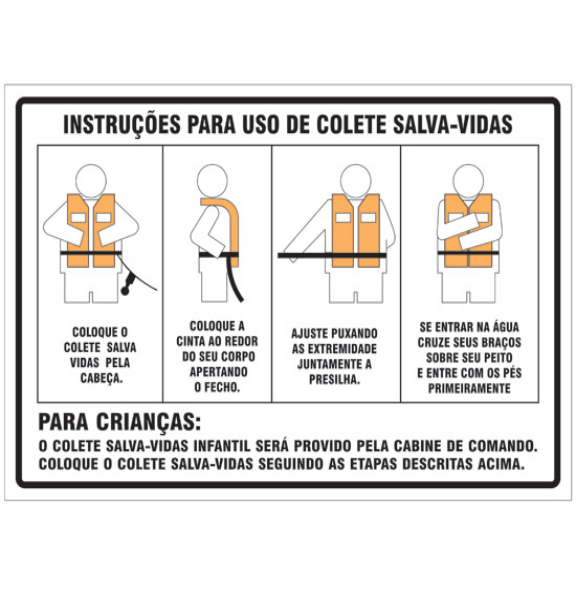 INSTRUÇÕES PARA USO DE COLETE SALVA-VIDAS
COLOQUE O
COLETE SALVA
VIDAS PELA
CABEÇA.
COLOQUE A
CINTA AO REDOR
DO SEU CORPO
APERTANDO
O FECHO.
AJUSTE PUXANDO
AS EXTREMIDADE
JUNTAMENTE A
PRESILHA.
SE ENTRAR NA ÁGUA
CRUZE SEUS BRAÇOS
SOBRE SEU PEITO
E ENTRE COM OS PÉS
PRIMEIRAMENTE
PARA CRIANÇAS:
O COLETE SALVA-VIDAS INFANTIL SERÁ PROVIDO PELA CABINE DE COMANDO.
COLOQUE O COLETE SALVA-VIDAS SEGUINDO AS ETAPAS DESCRITAS ACIMA.